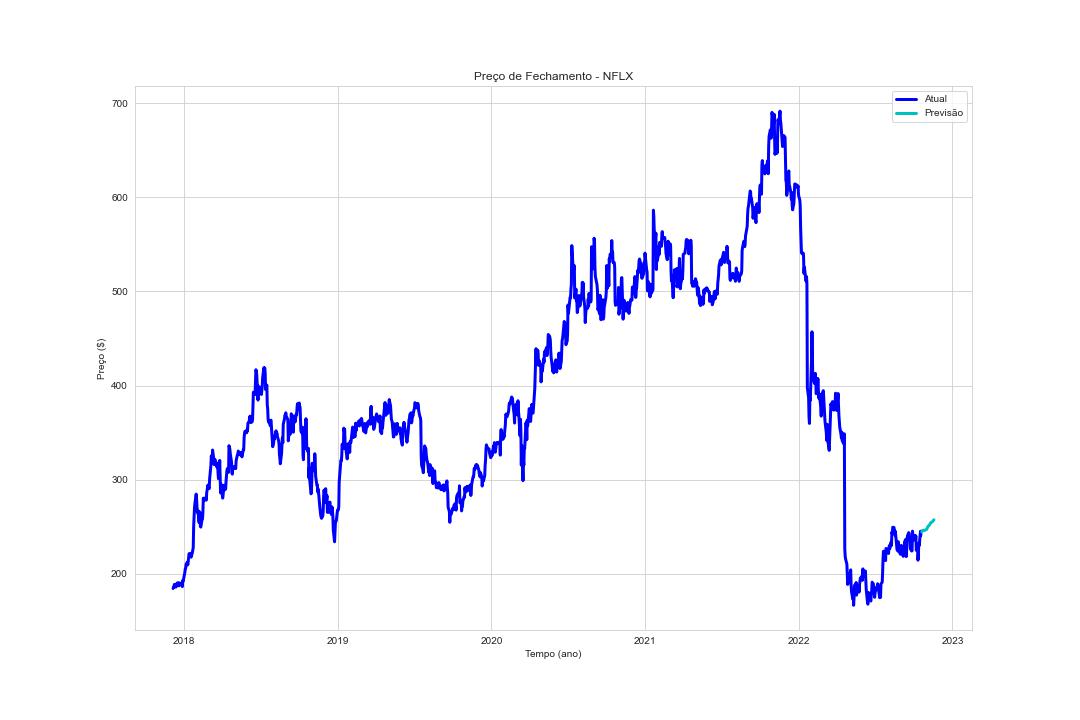 Preço de Fechamento - NFLX
Atual
Previsão
700
600
500
400
300
200
Preço ($)
2018
2019
2020
2021
2022
2023
Tempo (ano)